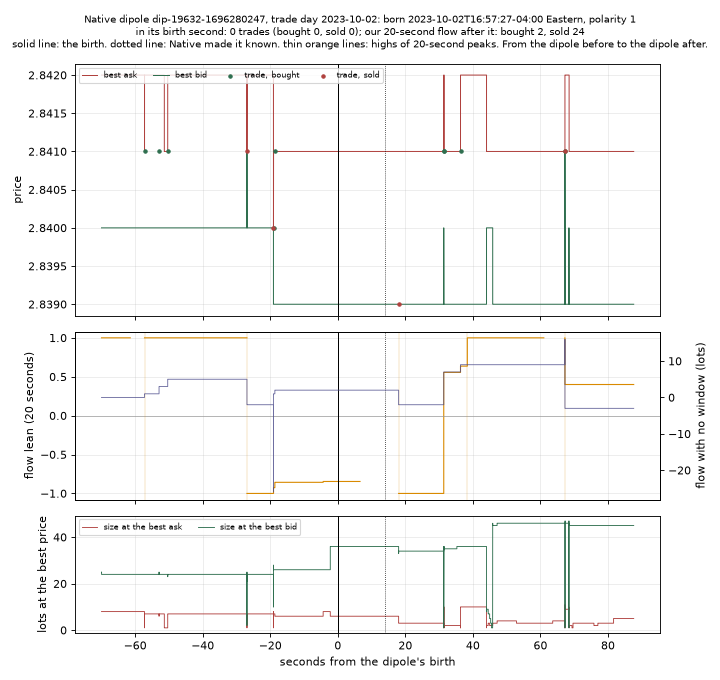 Native dipole dip-19632-1696280247, trade day 2023-10-02: born 2023-10-02T16:57:27-04:00 Eastern, polarity 1
in its birth second: 0 trades (bought 0, sold 0); our 20-second flow after it: bought 2, sold 24
solid line: the birth. dotted line: Native made it known. thin orange lines: highs of 20-second peaks. From the dipole before to the dipole after.
best ask best bid trade, bought trade, sold
2.8420
2.8415
2.8410
2.8405
2.8400
2.8395
2.8390
price
1.0
0.5
0.0
−0.5
−1.0
flow lean (20 seconds)
10
0
−10
−20
flow with no window (lots)
size at the best ask size at the best bid
40
20
0
lots at the best price
−60 −40 −20 0 20 40 60 80
seconds from the dipole's birth